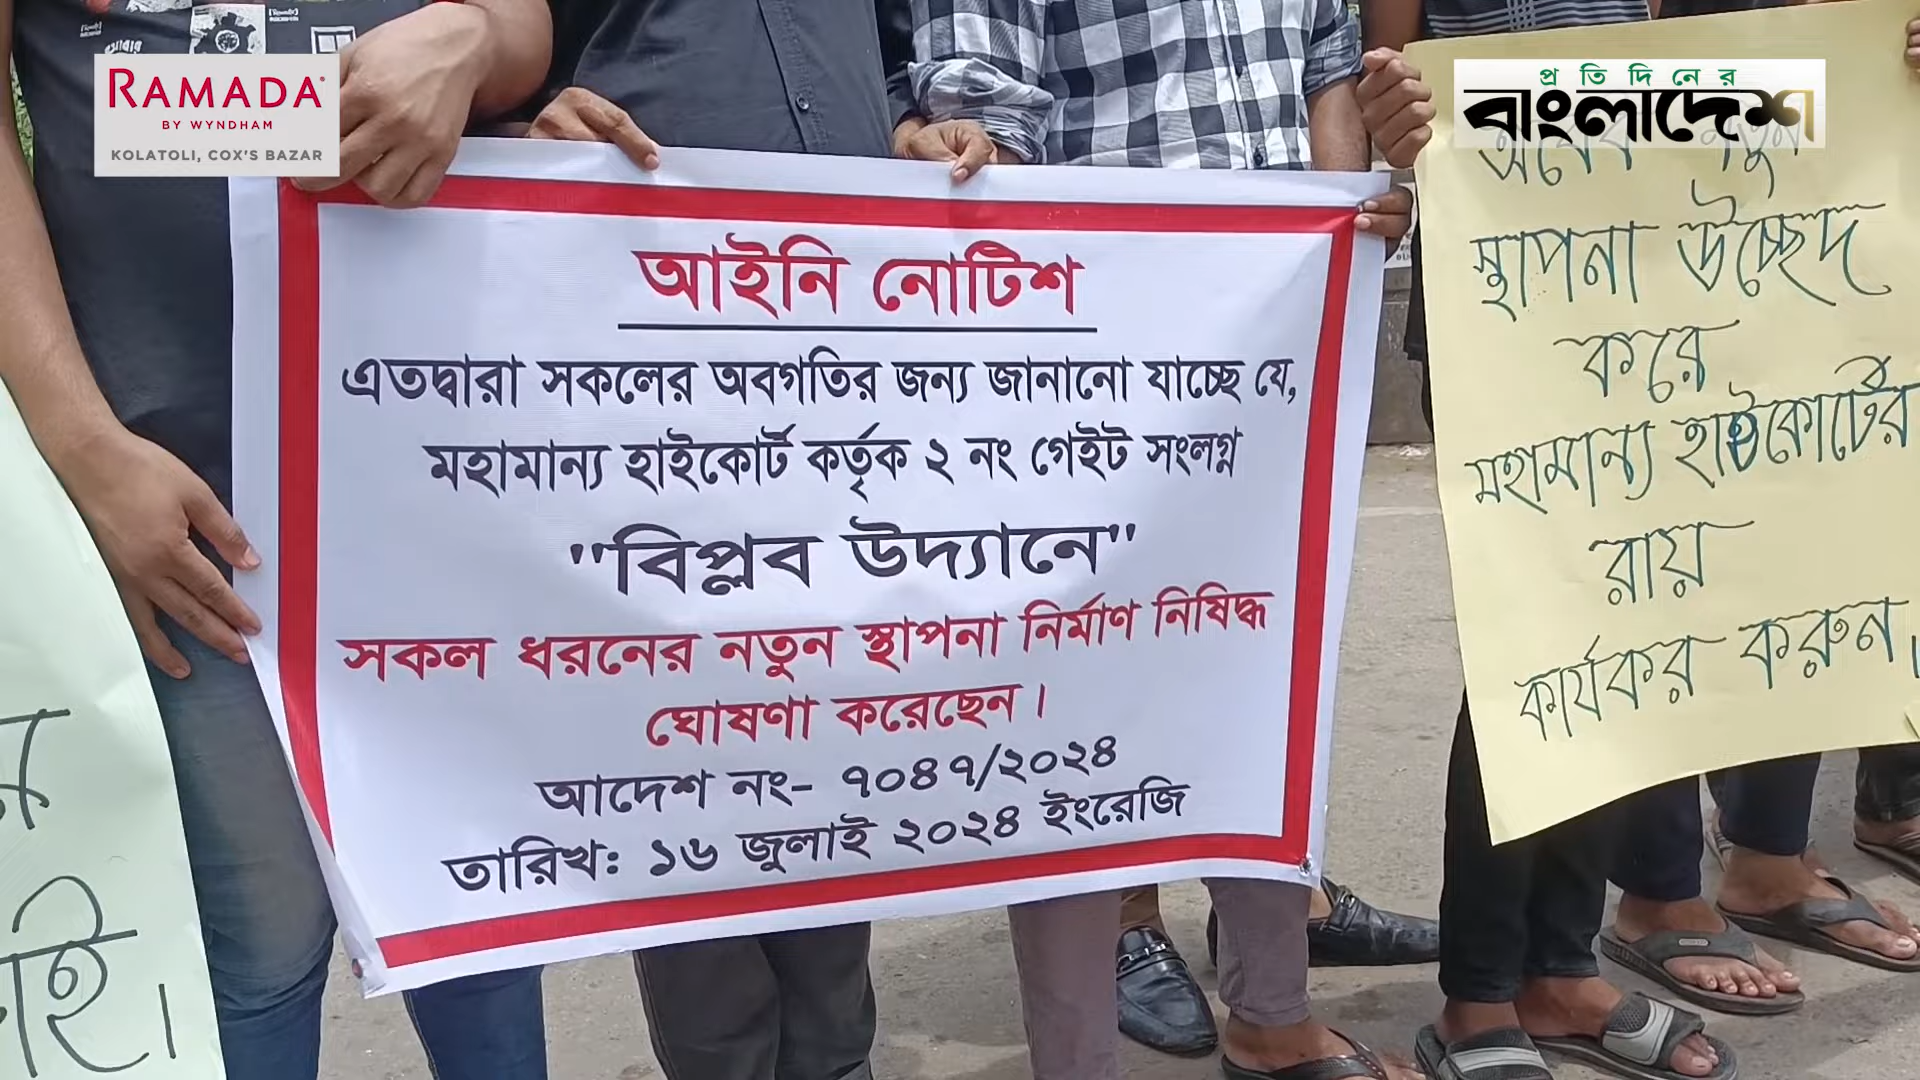 RAMADA
BY WYNDHAM
KOLATOLI, COX'S BAZAR
প্রতিদিনের
বাংলাদেশ
আইনি নোটিশ
এতদ্বারা সকলের অবগতির জন্য জানানো যাচ্ছে যে,
মহামান্য হাইকোর্ট কর্তৃক ২ নং গেইট সংলগ্ন
"বিপ্লব উদ্যানে"
সকল ধরনের নতুন স্থাপনা নির্মাণ নিষিদ্ধ
ঘোষণা করেছেন।
আদেশ নং- ৭০৪৭/২০২৪
তারিখ: ১৬ জুলাই ২০২৪ ইংরেজি
স্থাপনা উচ্ছেদ
করে
মহামান্য হাইকোর্টের
রায়
কার্যকর করুন।